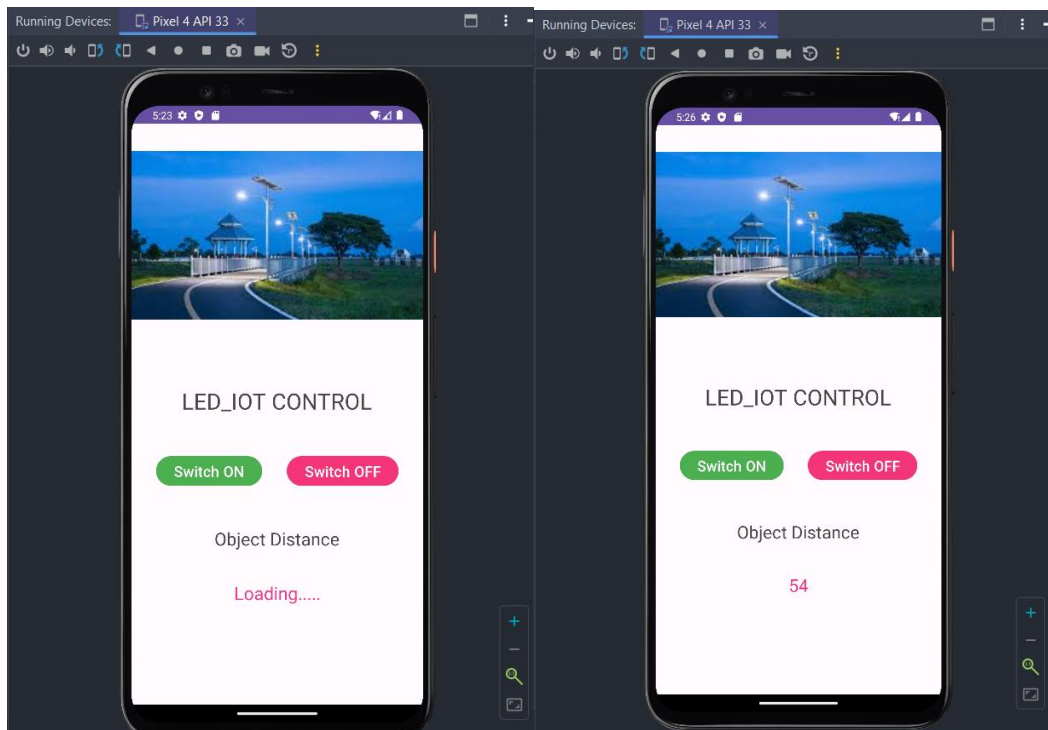 Running Devices: Pixel 4 API 33
5:23
LED_IOT CONTROL
Switch ON Switch OFF
Object Distance
Loading.....
Running Devices: Pixel 4 API 33
5:26
LED_IOT CONTROL
Switch ON Switch OFF
Object Distance
54